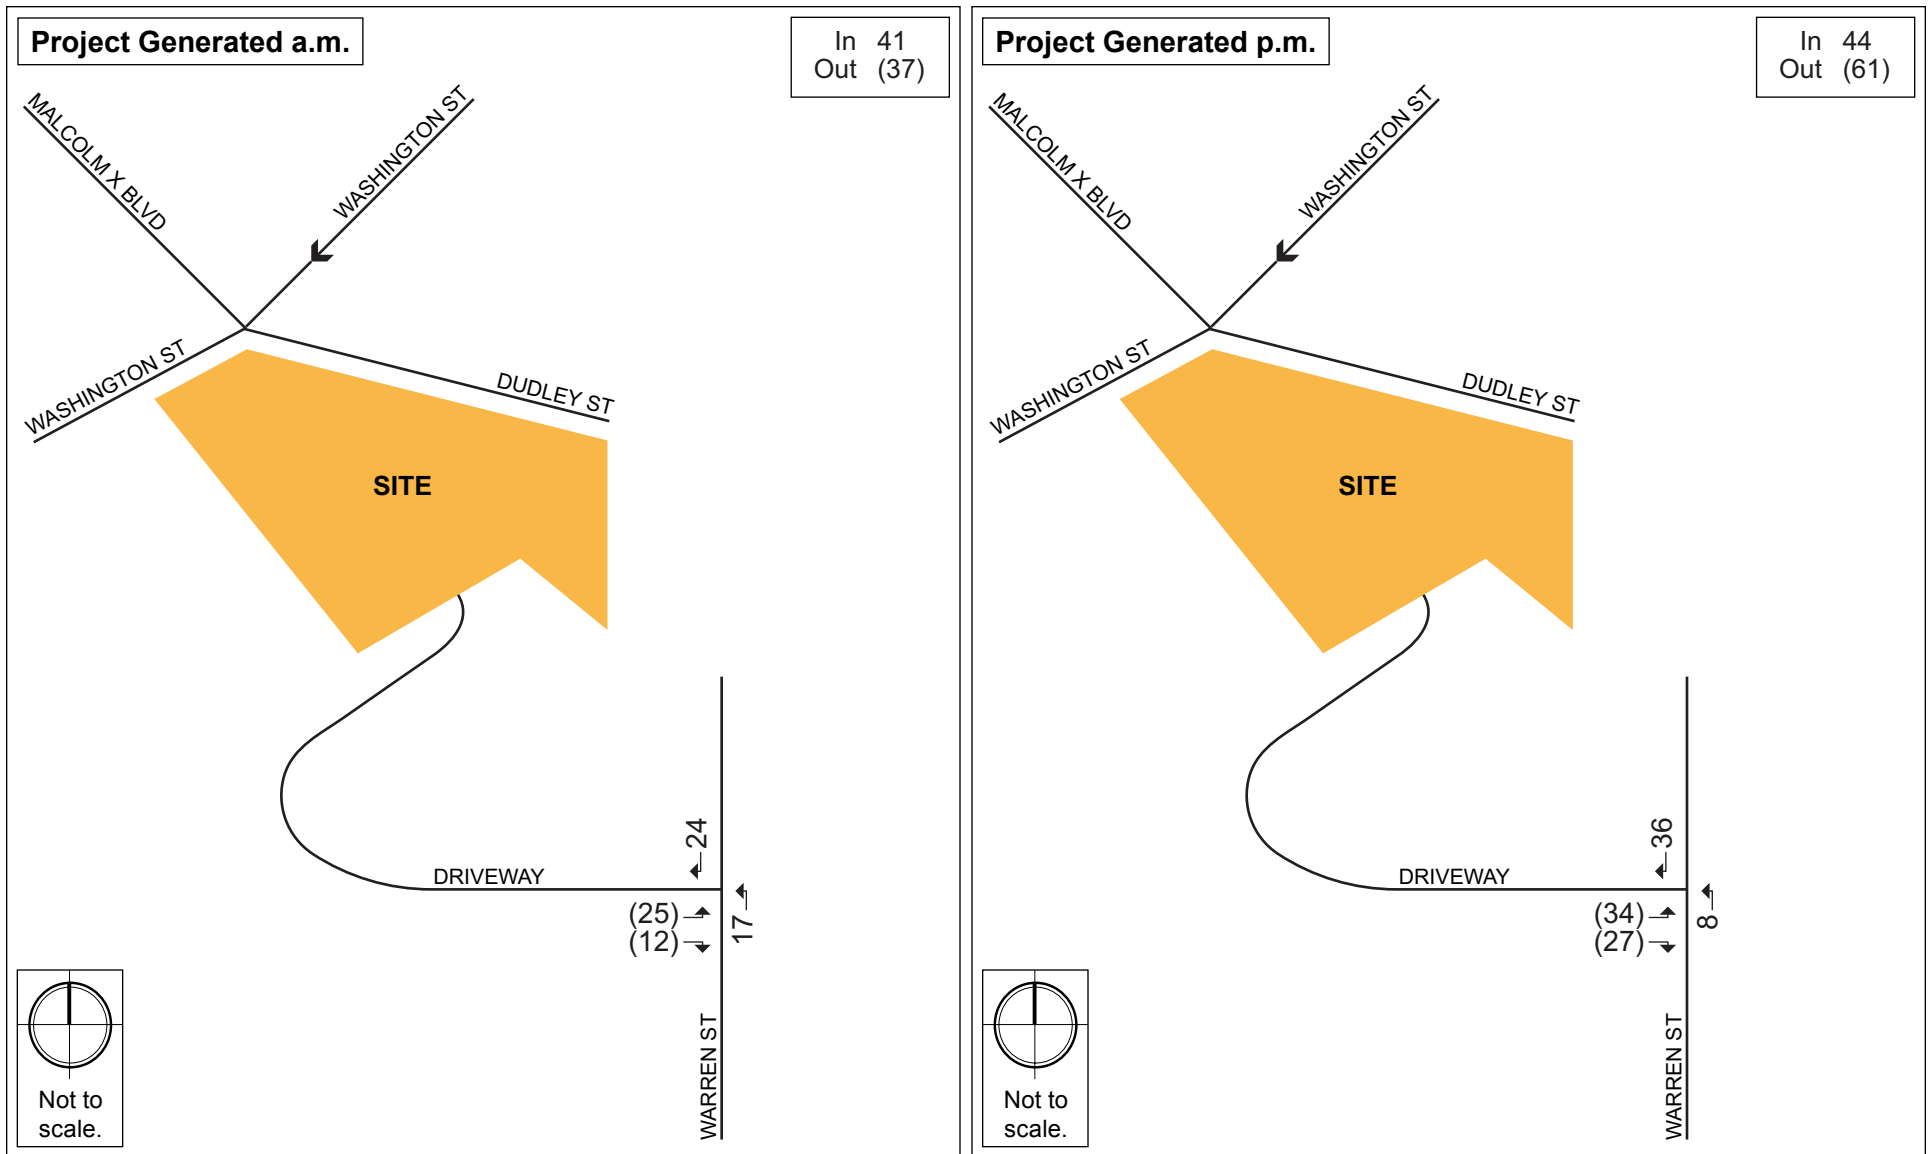 Project Generated a.m.
In 41
Out (37)
MALCOLM X BLVD
WASHINGTON ST
WASHINGTON ST
DUDLEY ST
SITE
24
DRIVEWAY
(25)
(12)
17
WARREN ST
Not to
scale.
Project Generated p.m.
In 44
Out (61)
MALCOLM X BLVD
WASHINGTON ST
WASHINGTON ST
DUDLEY ST
SITE
36
DRIVEWAY
(34)
(27)
8
WARREN ST
Not to
scale.